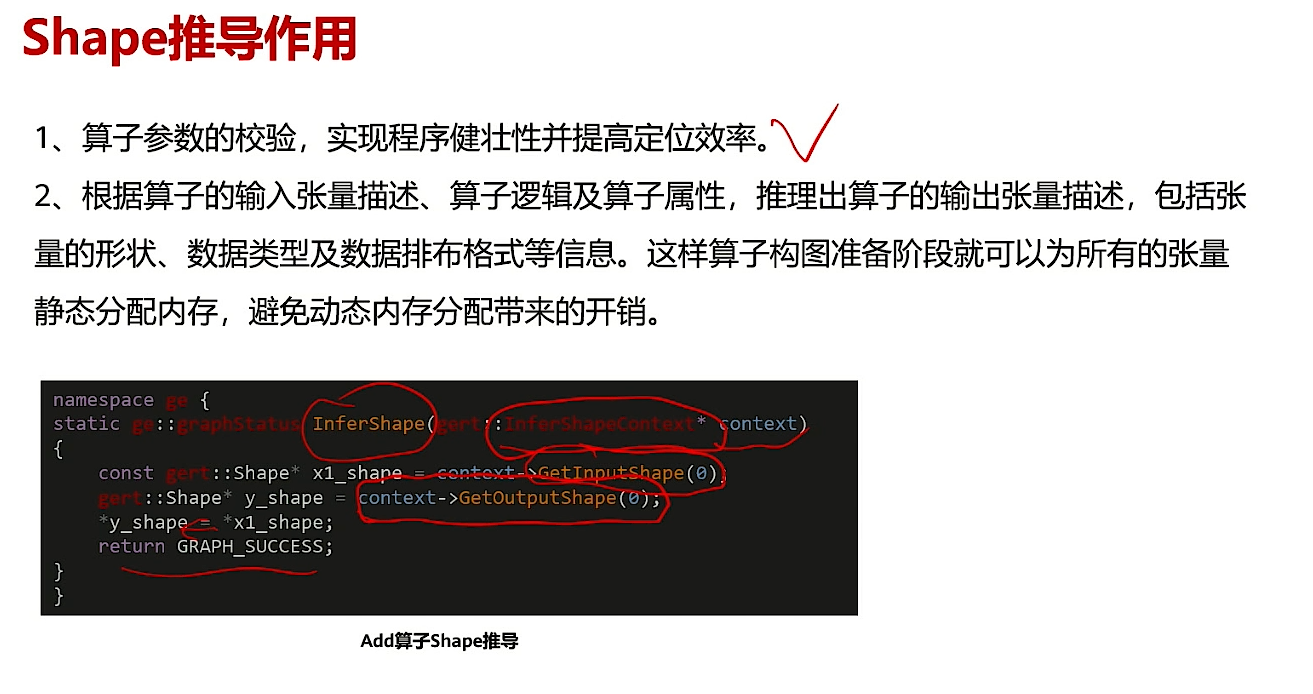 Shape推导作用
1、算子参数的校验，实现程序健壮性并提高定位效率。
2、根据算子的输入张量描述、算子逻辑及算子属性，推理出算子的输出张量描述，包括张
量的形状、数据类型及数据排布格式等信息。这样算子构图准备阶段就可以为所有的张量
静态分配内存，避免动态内存分配带来的开销。
namespace ge {
static ge::graphStatus InferShape(gert::InferShapeContext* context)
{
    const gert::Shape* x1_shape = context->GetInputShape(0);
    gert::Shape* y_shape = context->GetOutputShape(0);
    *y_shape = *x1_shape;
    return GRAPH_SUCCESS;
}
}
Add算子Shape推导